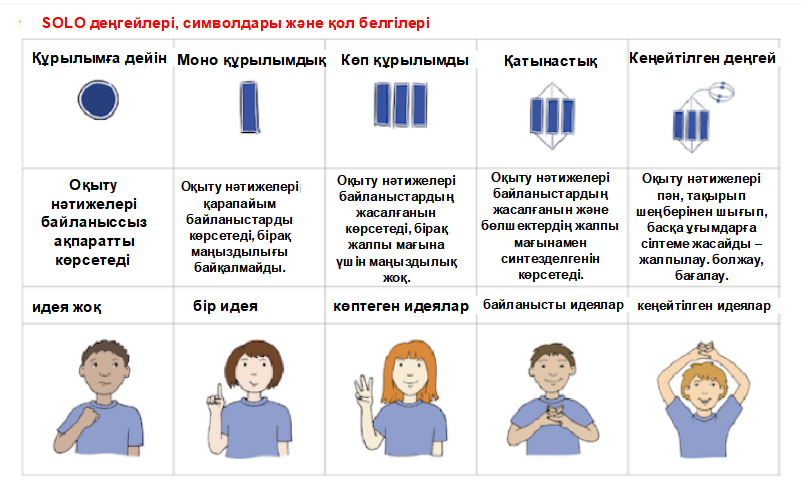 SOLO деңгейлері, символдары және қол белгілері
Құрылымға дейін
Моно құрылымдық
Көп құрылымды
Қатынастық
Кеңейтілген деңгей
Оқыту
нәтижелері
байланыссыз
ақпаратты
көрсетеді
Оқыту нәтижелері
қарапайым
байланыстарды
көрсетеді, бірақ
маңыздылығы
байқалмайды.
Оқыту нәтижелері
байланыстардың
жасалғанын
көрсетеді, бірақ
жалпы мағына
үшін маңыздылық
жоқ.
Оқыту нәтижелері
байланыстардың
жасалғанын және
бөлшектердің жалпы
мағынамен
синтезделгенін
көрсетеді.
Оқыту нәтижелері
пән, тақырып
шеңберінен шығып,
басқа ұғымдарға
сілтеме жасайды –
жалпылау. болжау,
бағалау.
идея жоқ
бір идея
көптеген идеялар
байланысты идеялар
кеңейтілген идеялар